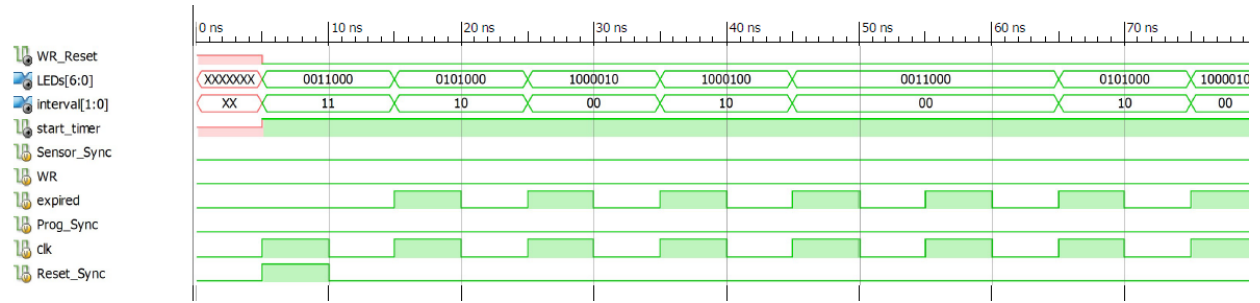 0 ns 10 ns 20 ns 30 ns 40 ns 50 ns 60 ns 70 ns
WR_Reset
LEDs[6:0] XXXXXXX 0011000 0101000 1000010 1000100 0011000 0101000 1000010
interval[1:0] XX 11 10 00 10 00 10 00
start_timer
Sensor_Sync
WR
expired
Prog_Sync
clk
Reset_Sync